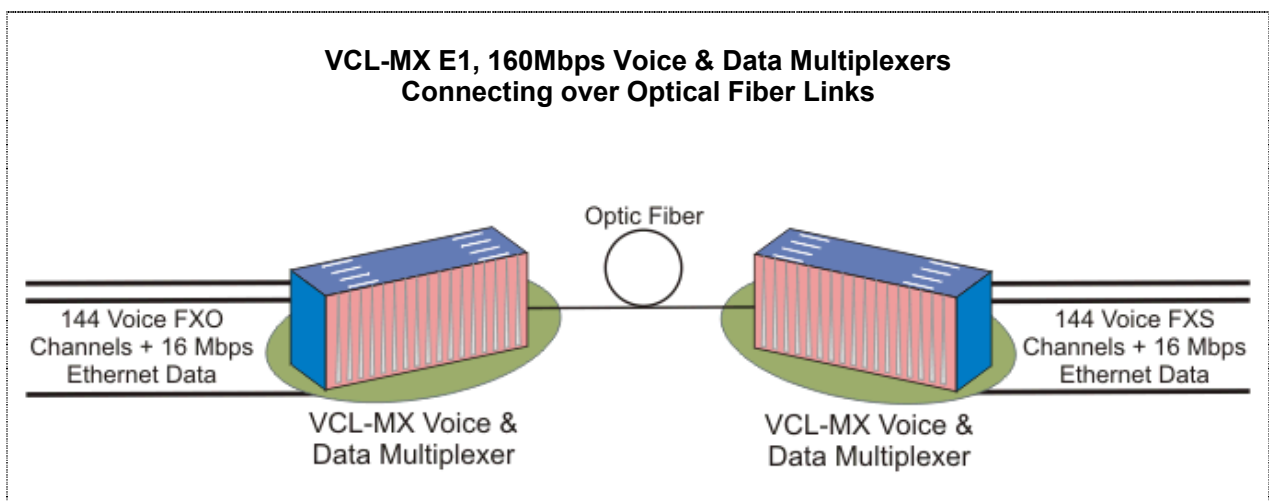 VCL-MX E1, 160Mbps Voice & Data Multiplexers
Connecting over Optical Fiber Links
Optic Fiber
144 Voice FXO
Channels + 16 Mbps
Ethernet Data
144 Voice FXS
Channels + 16 Mbps
Ethernet Data
VCL-MX Voice &
Data Multiplexer
VCL-MX Voice &
Data Multiplexer